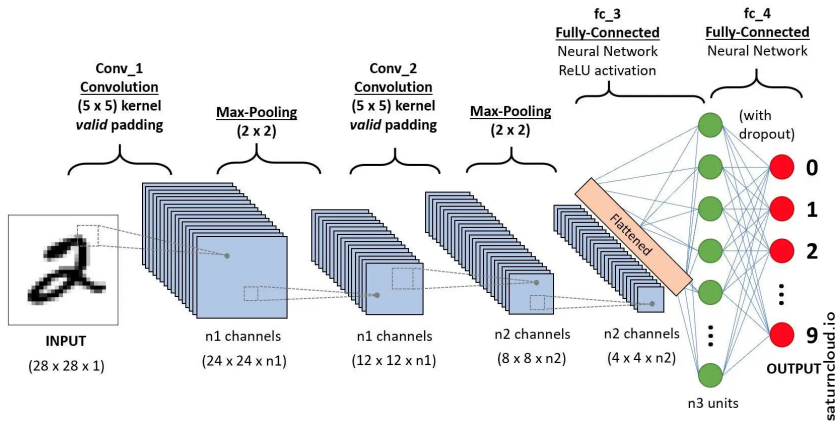 fc_3
Fully-Connected
Neural Network
ReLU activation
fc_4
Fully-Connected
Neural Network
Conv_1
Convolution
(5 x 5) kernel
valid padding
Max-Pooling
(2 x 2)
Conv_2
Convolution
(5 x 5) kernel
valid padding
Max-Pooling
(2 x 2)
(with
dropout)
Flattened
0
1
2
9
INPUT
(28 x 28 x 1)
n1 channels
(24 x 24 x n1)
n1 channels
(12 x 12 x n1)
n2 channels
(8 x 8 x n2)
n2 channels
(4 x 4 x n2)
n3 units
OUTPUT
saturncloud.io